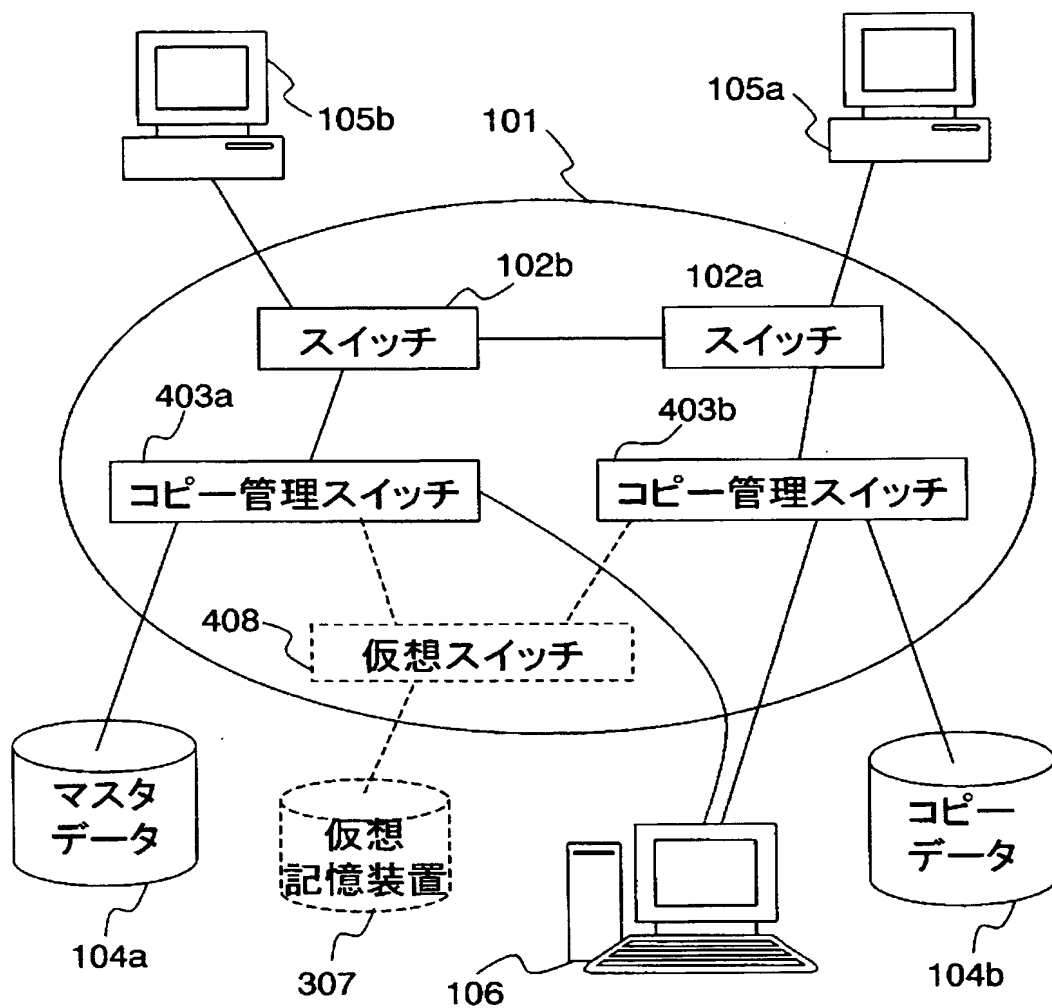 105b
105a
101
102b
102a
スイッチ
スイッチ
403a
403b
コピー管理スイッチ
コピー管理スイッチ
408
仮想スイッチ
マスタ
データ
仮想
記憶装置
コピー
データ
104a
307
106
104b